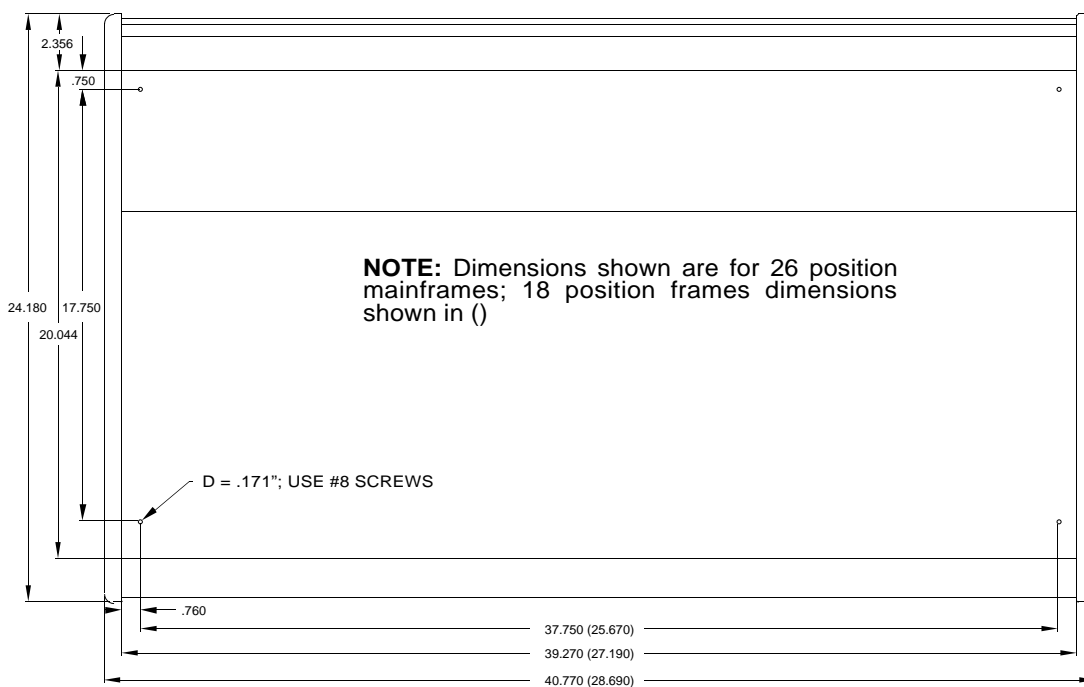 2.356
.750
NOTE: Dimensions shown are for 26 position
mainframes; 18 position frames dimensions
shown in ()
24.180
17.750
20.044
D = .171”; USE #8 SCREWS
.760
37.750 (25.670)
39.270 (27.190)
40.770 (28.690)